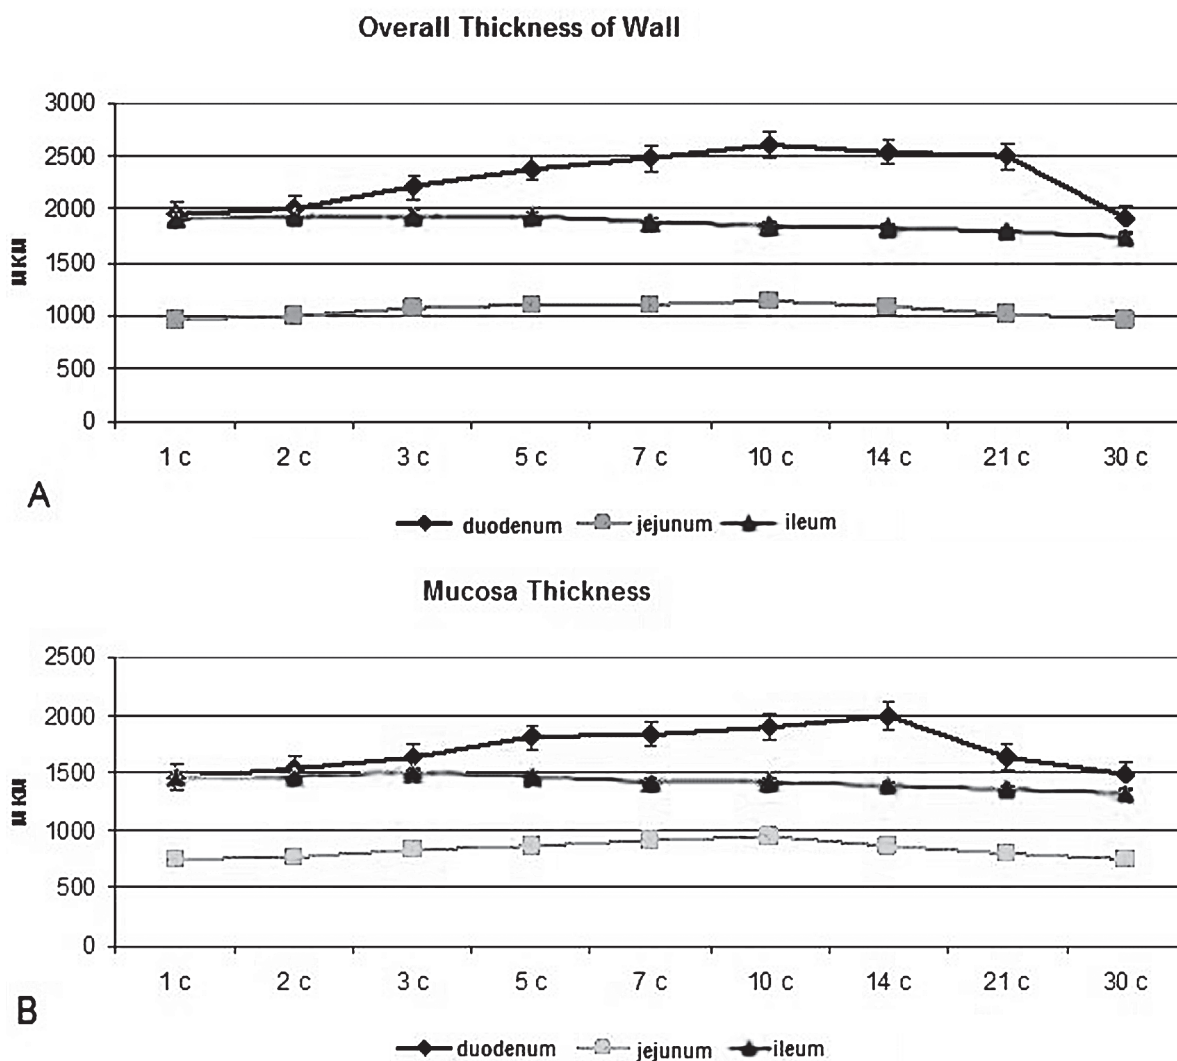 Overall Thickness of Wall
3000
2500
2000
1500
1000
500
0
мкм
1 c 2 c 3 c 5 c 7 c 10 c 14 c 21 c 30 c
A
duodenum jejunum ileum
Mucosa Thickness
2500
2000
1500
1000
500
0
мкм
1 c 2 c 3 c 5 c 7 c 10 c 14 c 21 c 30 c
B
duodenum jejunum ileum